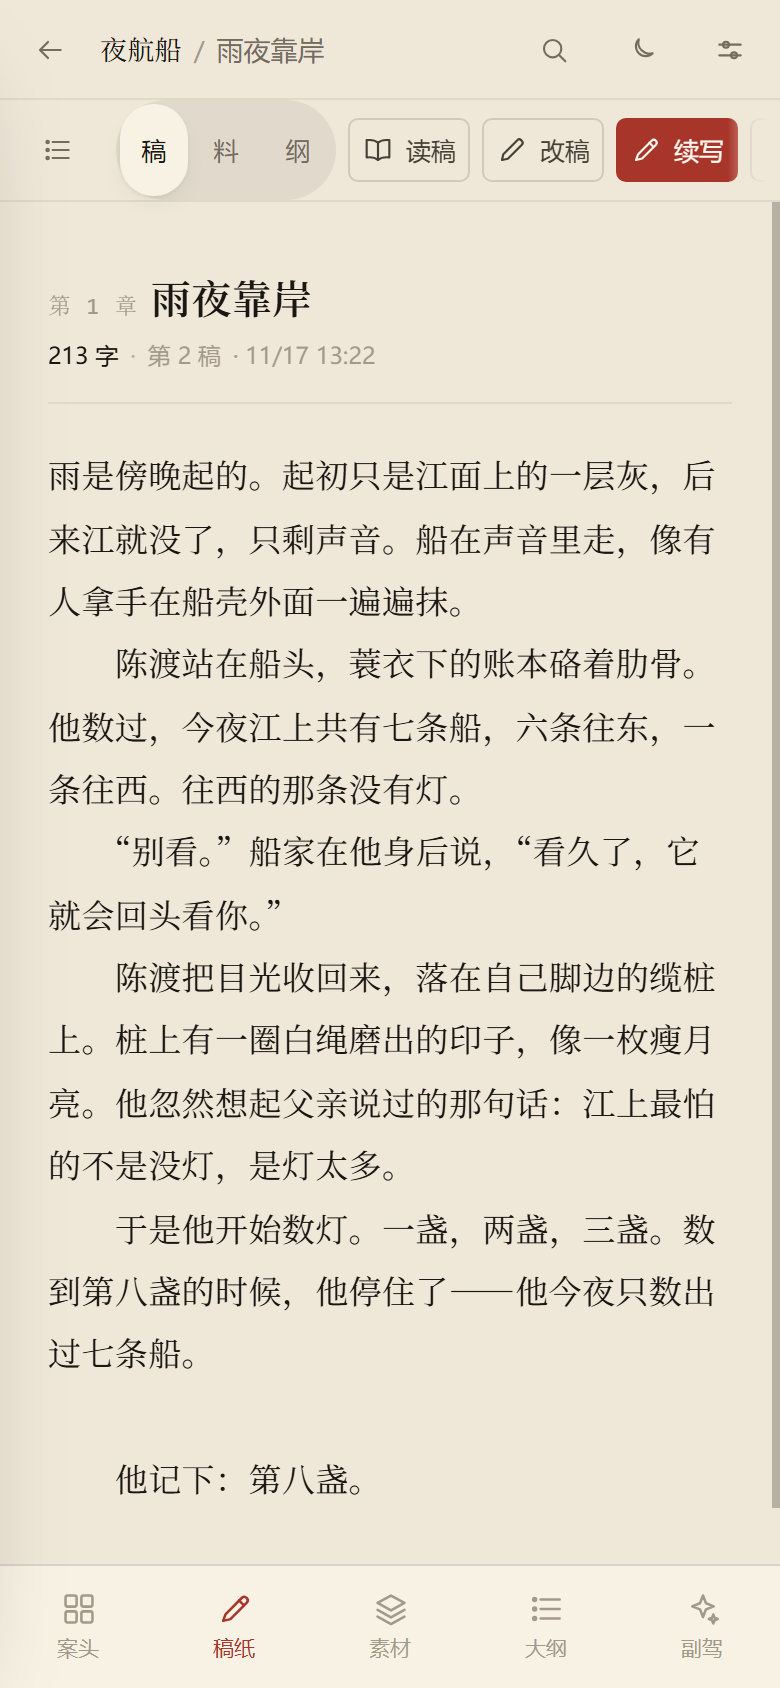 夜航船 / 雨夜靠岸
稿 料 纲 读稿 改稿 续写
第 1 章 雨夜靠岸
213 字 · 第 2 稿 · 11/17 13:22
雨是傍晚起的。起初只是江面上的一层灰，后
来江就没了，只剩声音。船在声音里走，像有
人拿手在船壳外面一遍遍抹。
陈渡站在船头，蓑衣下的账本硌着肋骨。
他数过，今夜江上共有七条船，六条往东，一
条往西。往西的那条没有灯。
“别看。”船家在他身后说，“看久了，它
就会回头看你。”
陈渡把目光收回来，落在自己脚边的缆桩
上。桩上有一圈白绳磨出的印子，像一枚瘦月
亮。他忽然想起父亲说过的那句话：江上最怕
的不是没灯，是灯太多。
于是他开始数灯。一盏，两盏，三盏。数
到第八盏的时候，他停住了——他今夜只数出
过七条船。
他记下：第八盏。
案头 稿纸 素材 大纲 副驾